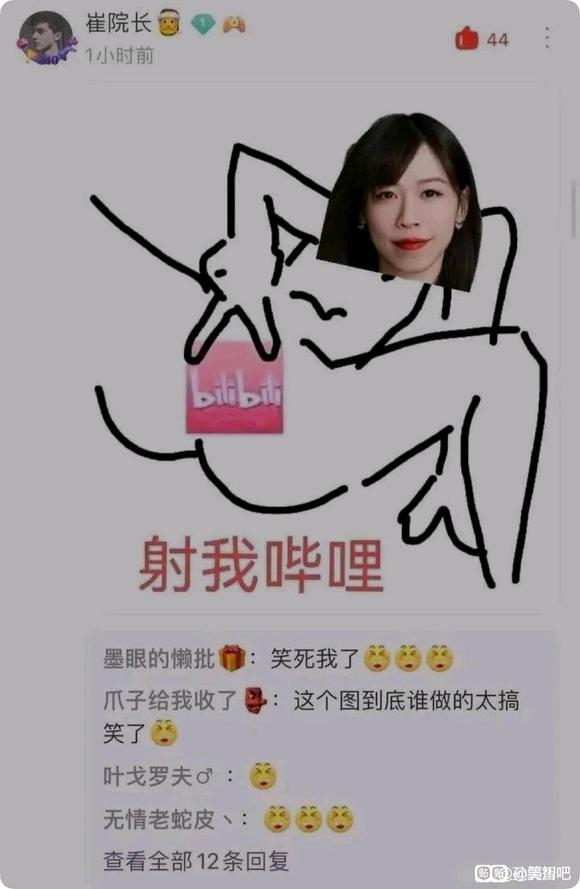 崔院长
1
1小时前
44
bilibili
射我哔哩
墨眼的懒批：笑死我了
爪子给我收了：这个图到底谁做的太搞
笑了
叶戈罗夫♂：
无情老蛇皮丶：
查看全部12条回复